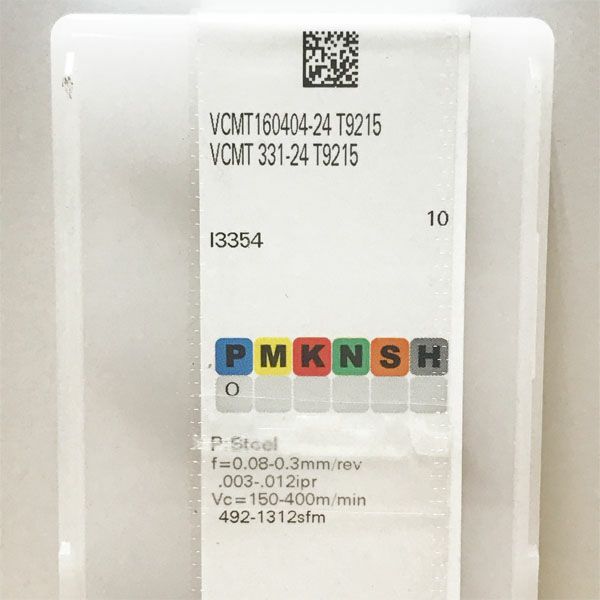 VCMT160404-24 T9215
VCMT 331-24 T9215
10
I3354
P M K N S H
O
P Steel
f=0.08-0.3mm/rev
.003-.012ipr
Vc=150-400m/min
492-1312sfm